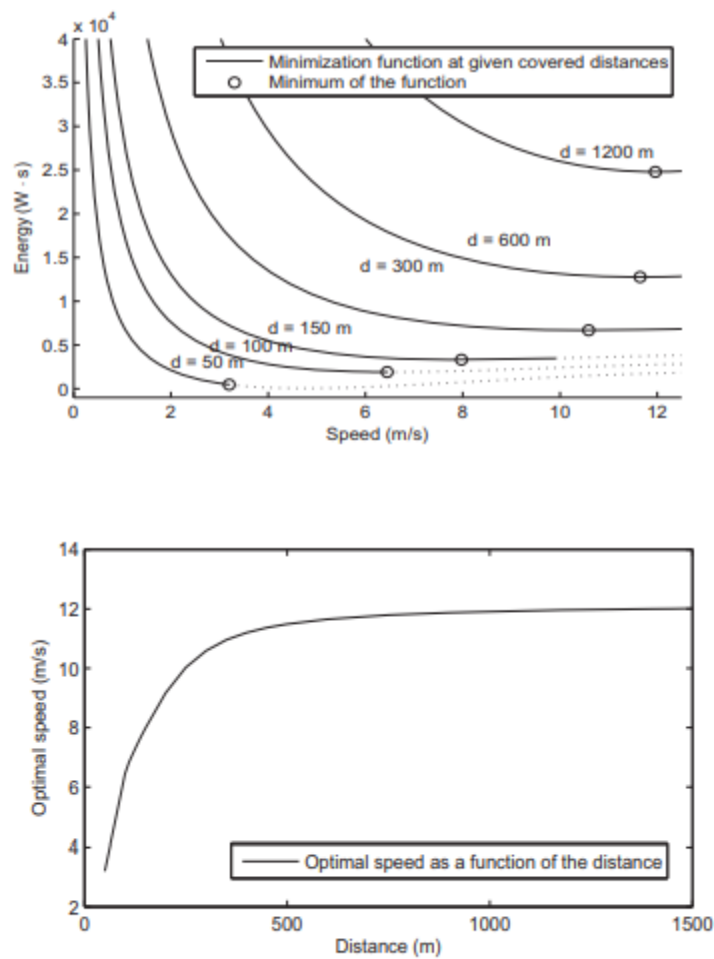 x 10^4
4
3.5
3
2.5
2
1.5
1
0.5
0
Energy (W · s)
Minimization function at given covered distances
Minimum of the function
d = 1200 m
d = 600 m
d = 300 m
d = 150 m
d = 100 m
d = 50 m
0 2 4 6 8 10 12
Speed (m/s)
14
12
10
8
6
4
2
Optimal speed (m/s)
Optimal speed as a function of the distance
0 500 1000 1500
Distance (m)